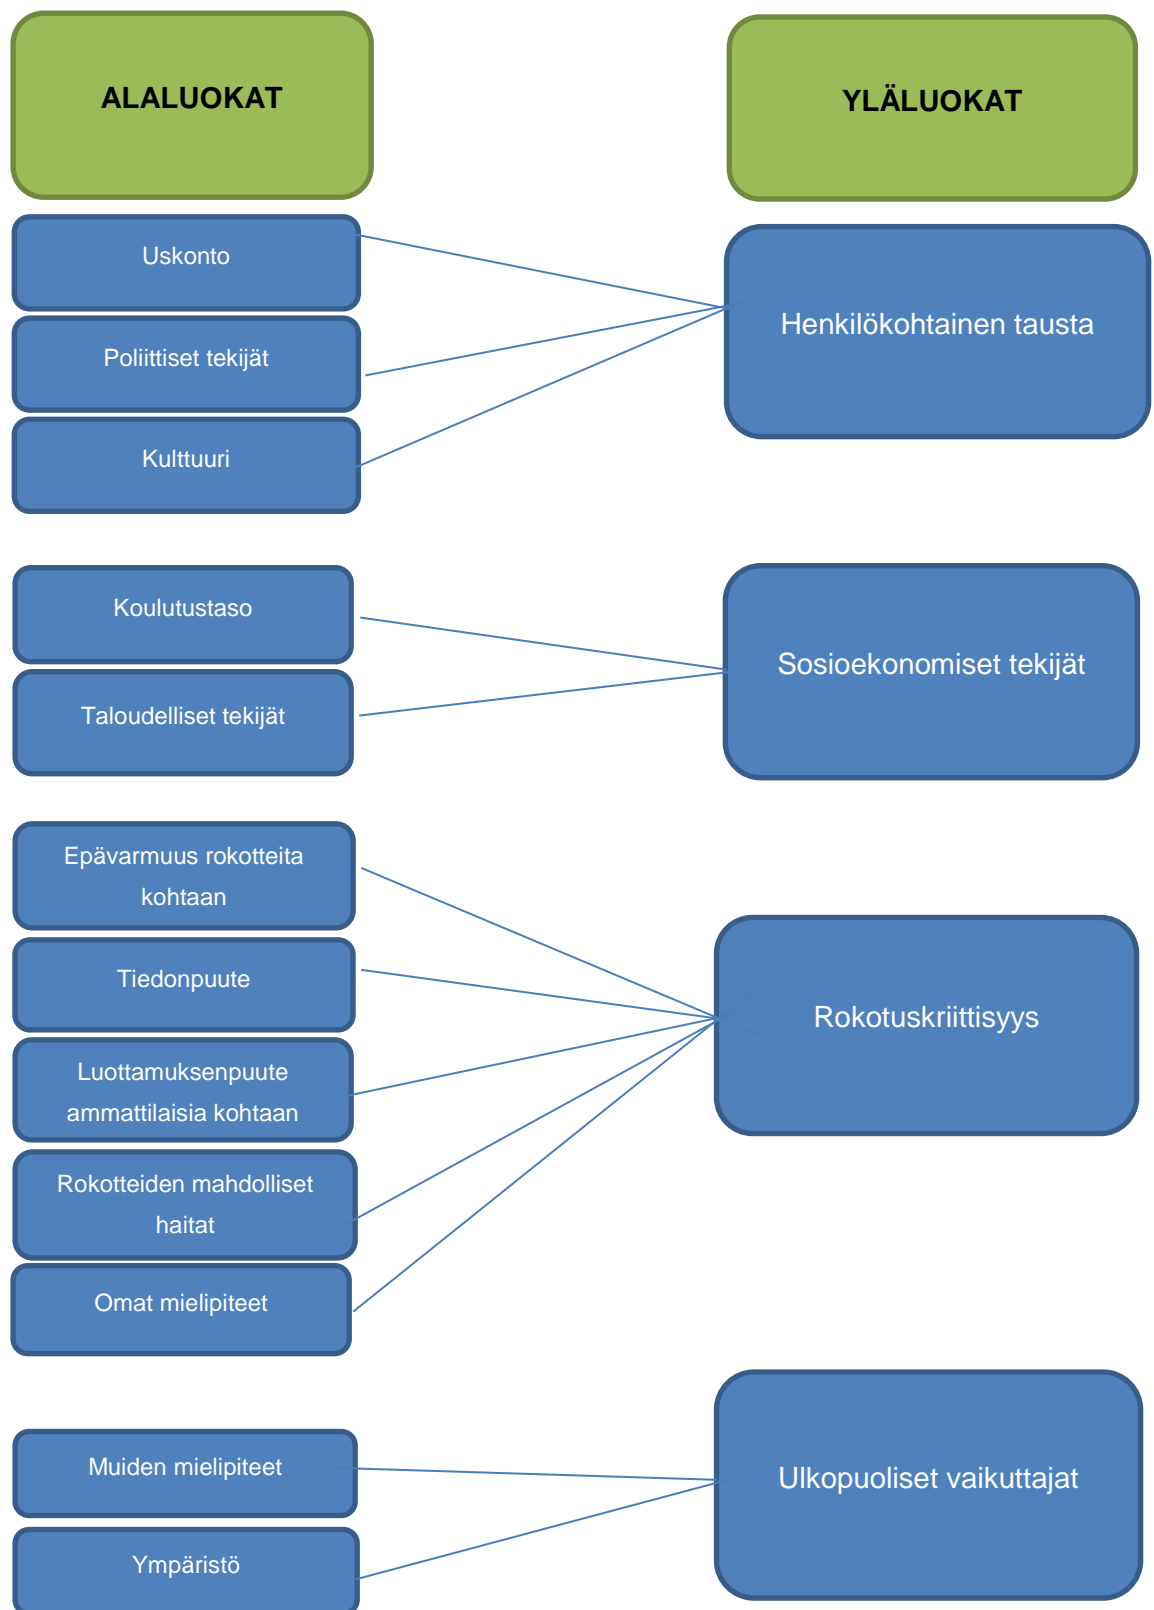 ALALUOKAT
YLÄLUOKAT
Uskonto
Poliittiset tekijät
Kulttuuri
Henkilökohtainen tausta
Koulutustaso
Taloudelliset tekijät
Sosioekonomiset tekijät
Epävarmuus rokotteita
kohtaan
Tiedonpuute
Luottamuksenpuute
ammattilaisia kohtaan
Rokotteiden mahdolliset
haitat
Omat mielipiteet
Rokotuskriittisyys
Muiden mielipiteet
Ympäristö
Ulkopuoliset vaikuttajat